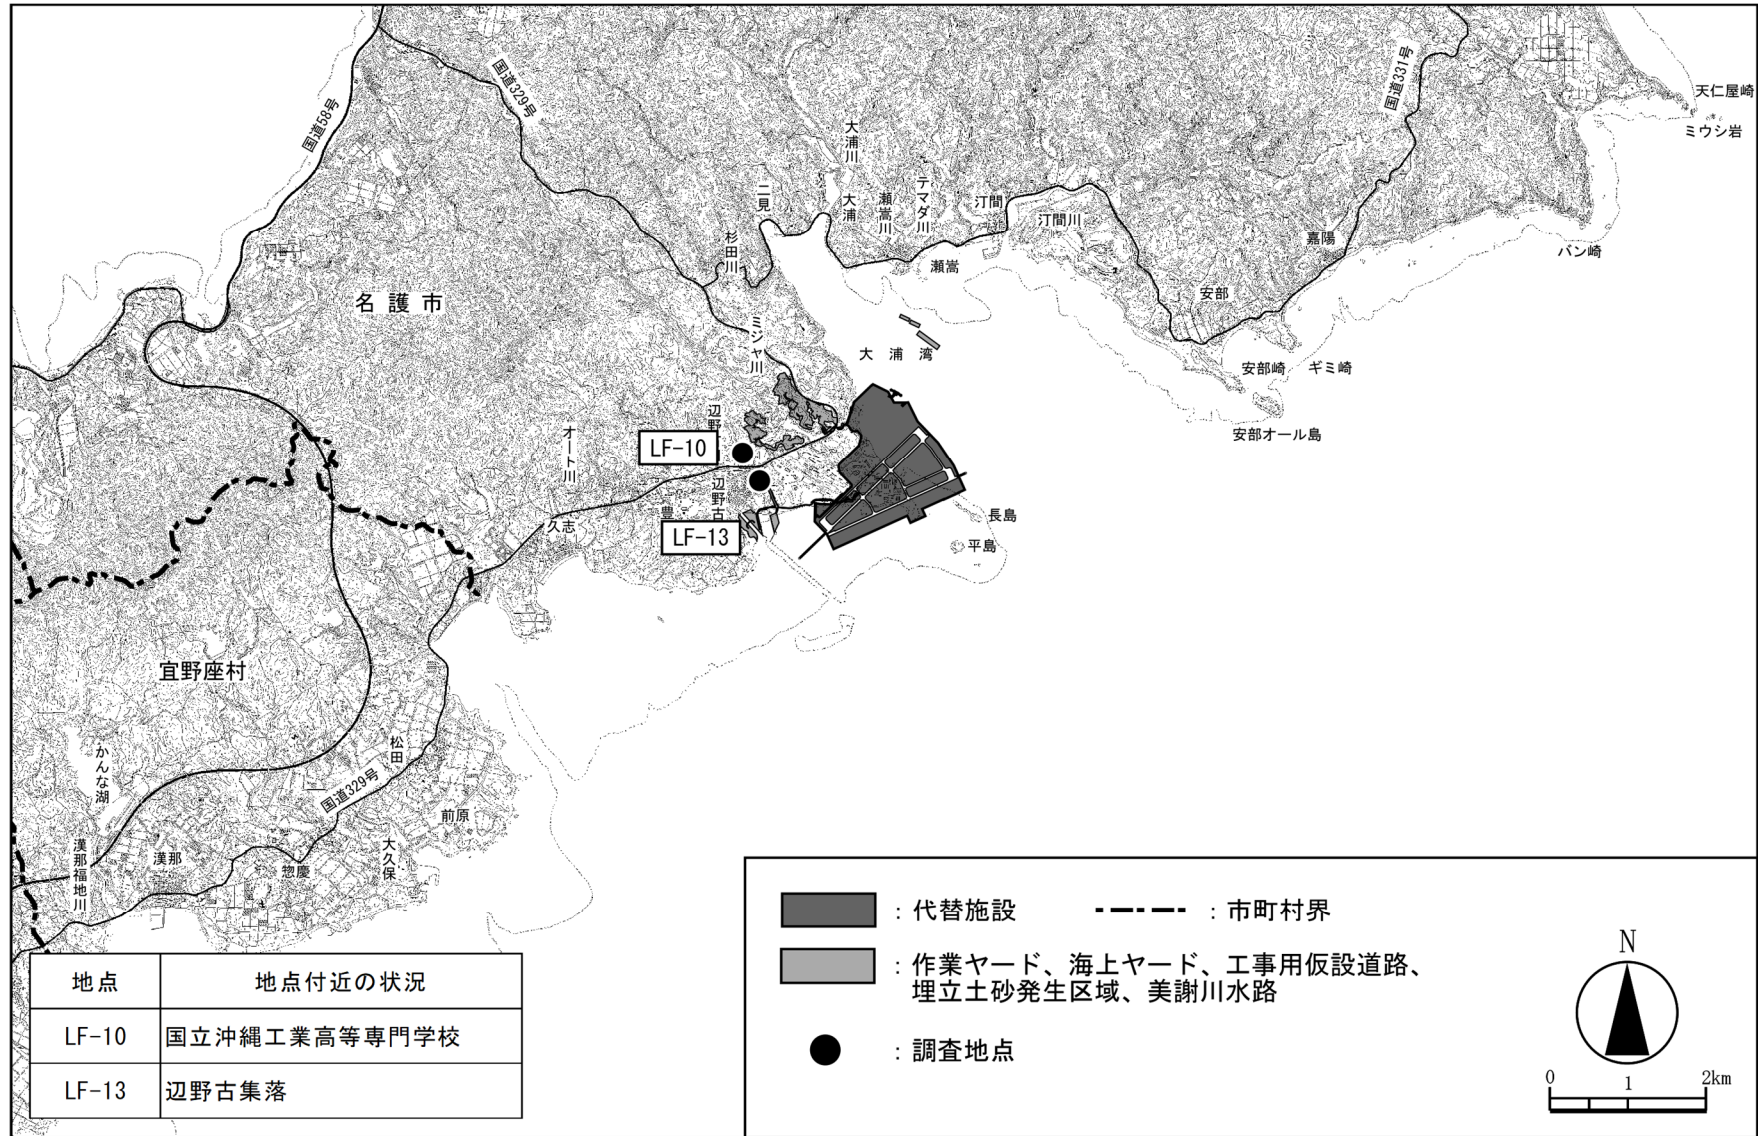 国道58号
国道329号
国道331号
天仁屋崎
ミウシ岩
バン崎
大浦川
二見
大浦
瀬嵩川
テマダ川
汀間
汀間川
嘉陽
杉田川
瀬嵩
安部
名護市
ミジャ川
大浦湾
安部崎
ギミ崎
安部オール島
オート川
辺野
LF-10
辺野古
豊
久志
LF-13
長島
平島
宜野座村
かんな湖
松田
国道329号
前原
漢那福地川
漢那
惣慶
大久保
地点
地点付近の状況
LF-10
国立沖縄工業高等専門学校
LF-13
辺野古集落
：代替施設
：市町村界
：作業ヤード、海上ヤード、工事用仮設道路、
埋立土砂発生区域、美謝川水路
：調査地点
N
0 1 2km